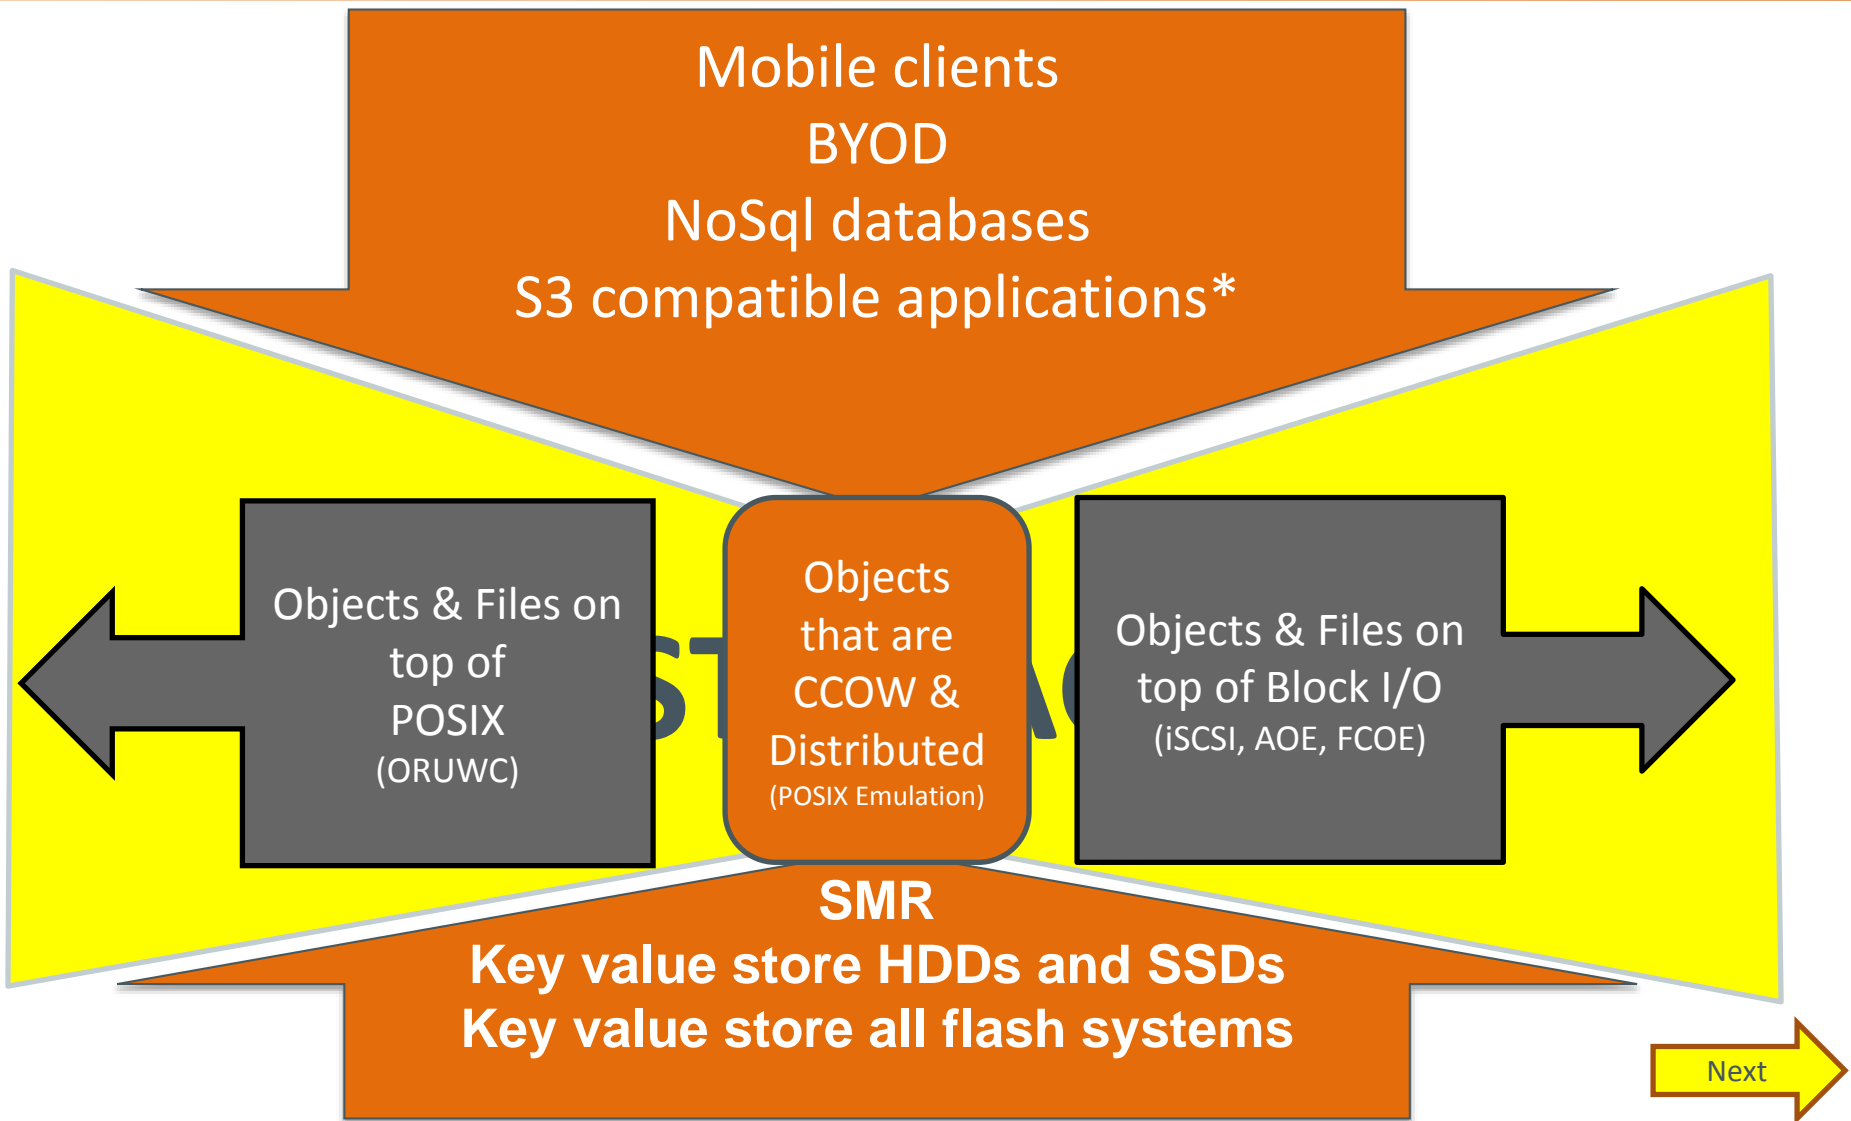 Mobile clients
BYOD
NoSql databases
S3 compatible applications*
Objects & Files on
top of
POSIX
(ORUWC)
Objects
that are
CCOW &
Distributed
(POSIX Emulation)
Objects & Files on
top of Block I/O
(iSCSI, AOE, FCOE)
SMR
Key value store HDDs and SSDs
Key value store all flash systems
Next